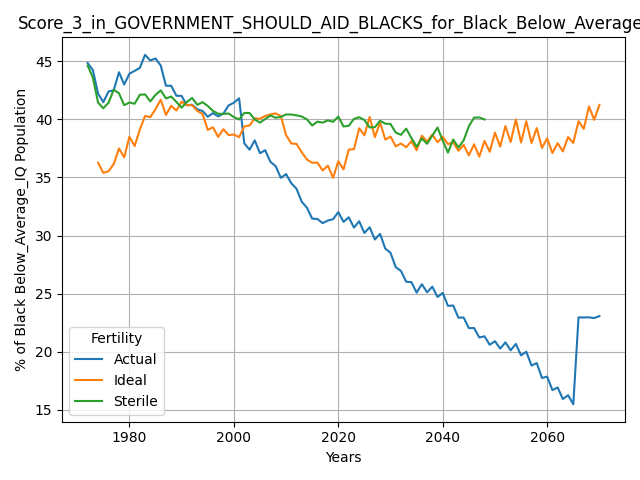 Score_3_in_GOVERNMENT_SHOULD_AID_BLACKS_for_Black_Below_Average
45
40
35
30
25
20
15
1980
2000
2020
2040
2060
Years
% of Black Below_Average_IQ Population
Fertility
Actual
Ideal
Sterile